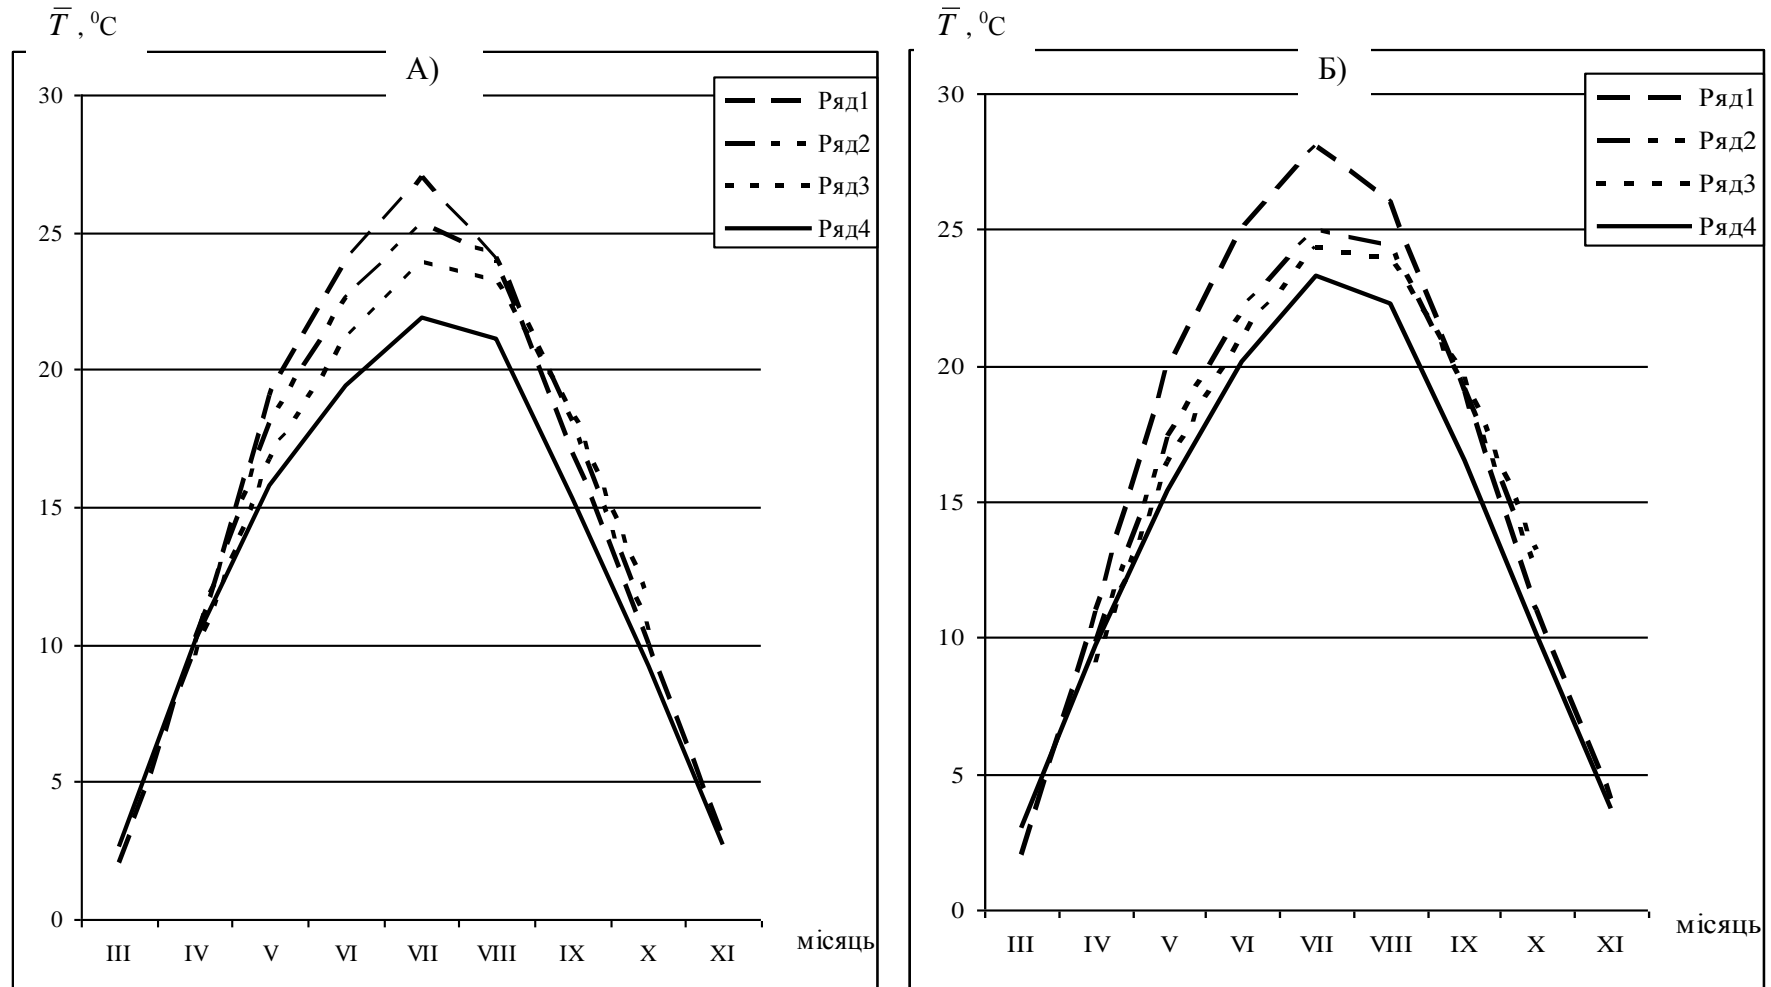 T̅ , ⁰C
А)
30
25
20
15
10
5
0
III IV V VI VII VIII IX X XI
місяць
Ряд1
Ряд2
Ряд3
Ряд4
T̅ , ⁰C
Б)
30
25
20
15
10
5
0
III IV V VI VII VIII IX X XI
місяць
Ряд1
Ряд2
Ряд3
Ряд4